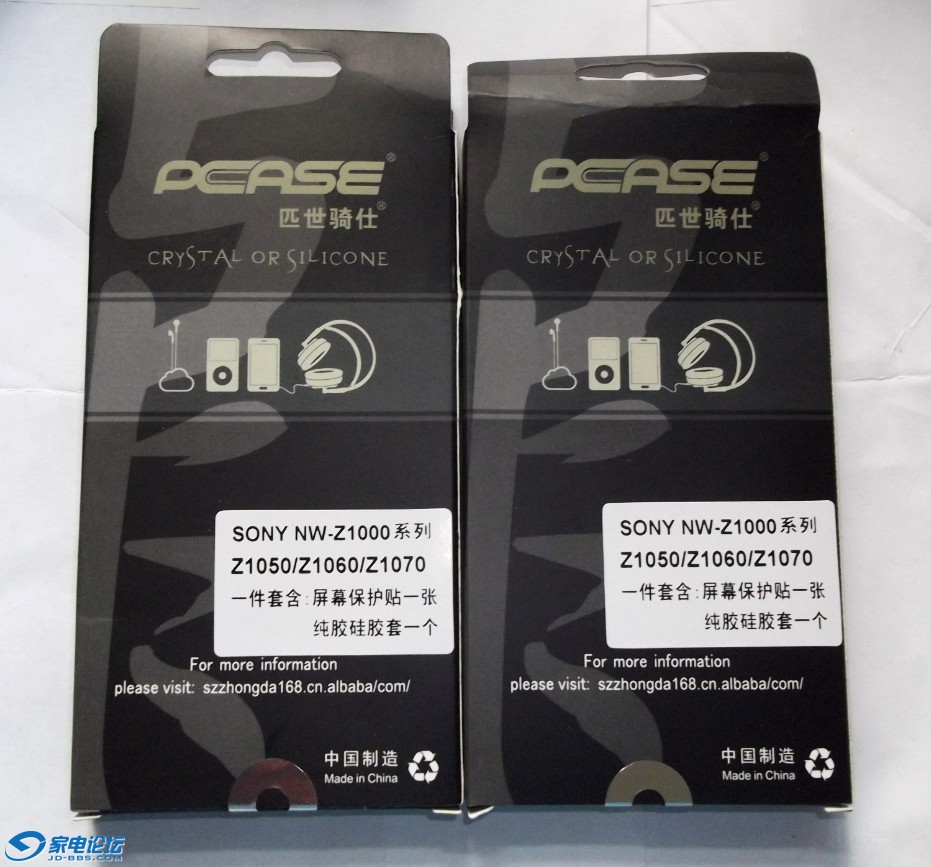 PCASE®
匹世骑仕®
CRYSTAL OR SILICONE
SONY NW-Z1000系列
Z1050/Z1060/Z1070
一件套含:屏幕保护贴一张
纯胶硅胶套一个
For more information
please visit: szzhongda168.cn.albaba/com/
中国制造
Made in China
PCASE®
匹世骑仕®
CRYSTAL OR SILICONE
SONY NW-Z1000系列
Z1050/Z1060/Z1070
一件套含:屏幕保护贴一张
纯胶硅胶套一个
For more information
please visit: szzhongda168.cn.albaba/com/
中国制造
Made in China
家电论坛
JD-BBS.COM